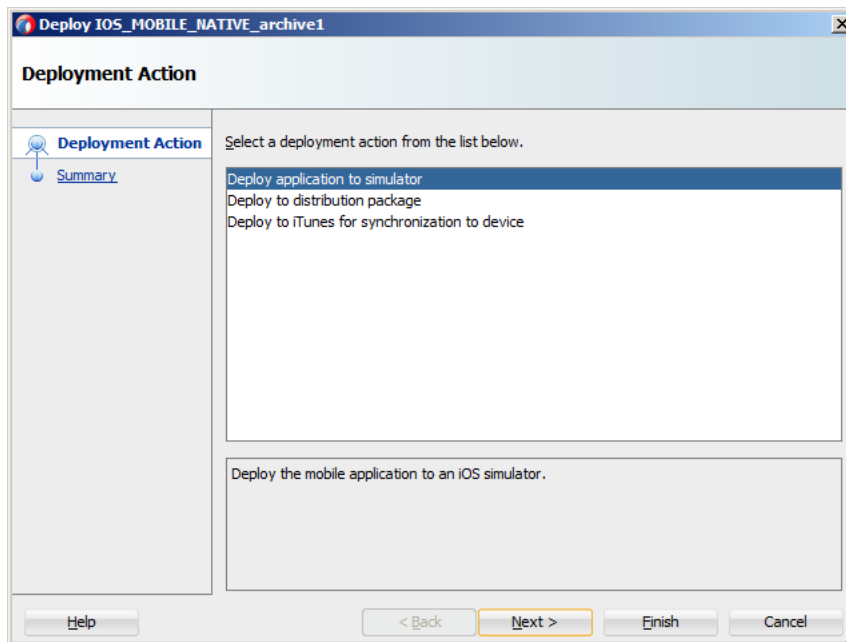 Deploy IOS_MOBILE_NATIVE_archive1
Deployment Action
Deployment Action
Summary
Select a deployment action from the list below.
Deploy application to simulator
Deploy to distribution package
Deploy to iTunes for synchronization to device
Deploy the mobile application to an iOS simulator.
Help
< Back
Next >
Finish
Cancel